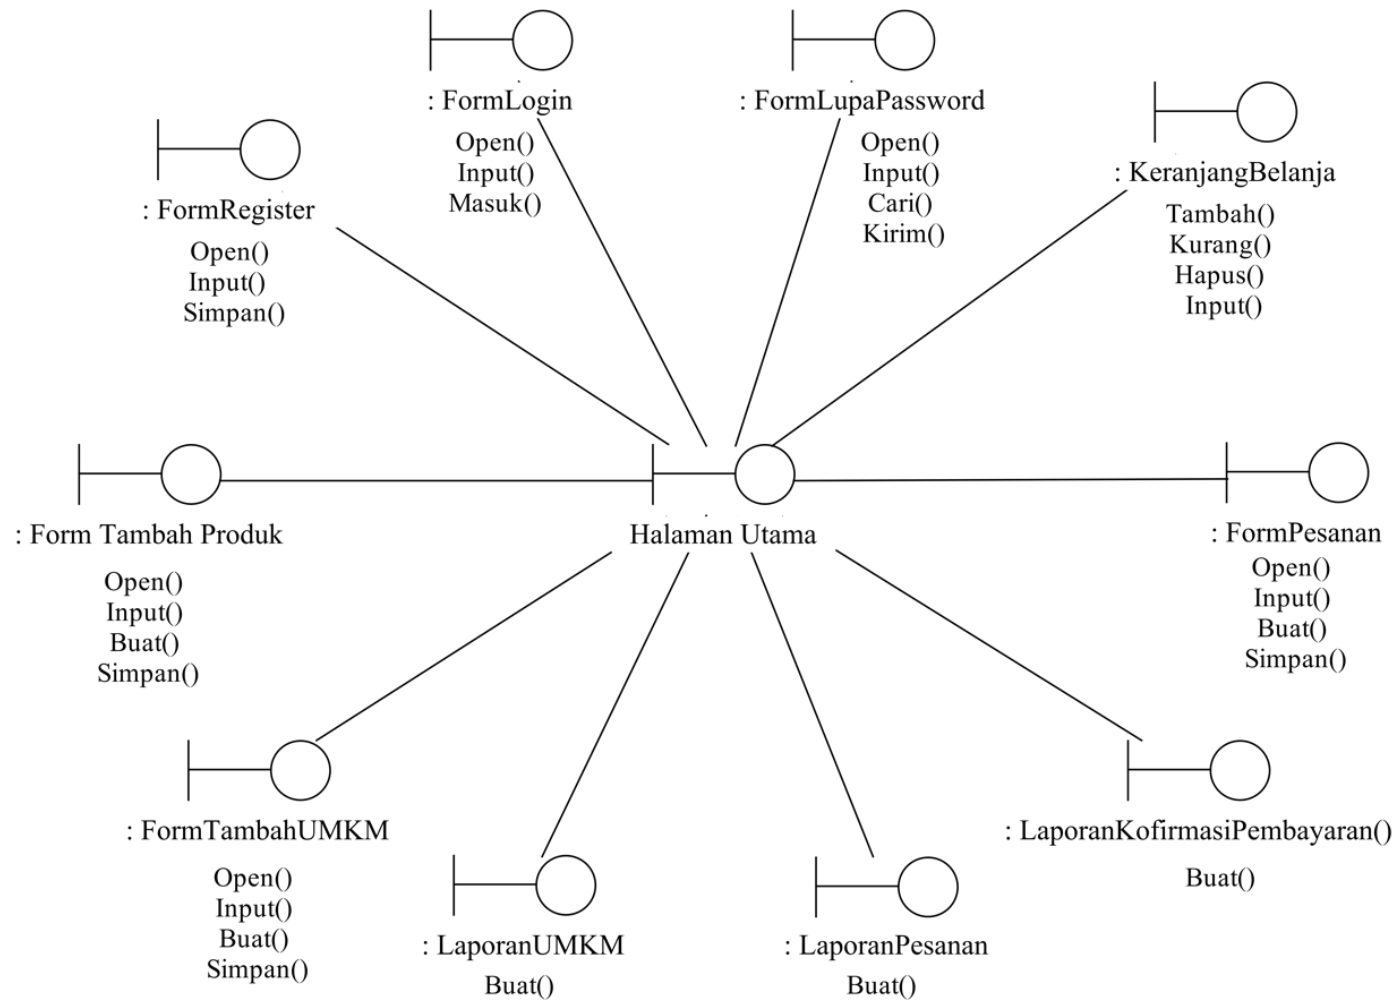 : FormLogin
Open()
Input()
Masuk()
: FormLupaPassword
Open()
Input()
Cari()
Kirim()
: KeranjangBelanja
Tambah()
Kurang()
Hapus()
Input()
: FormRegister
Open()
Input()
Simpan()
: Form Tambah Produk
Open()
Input()
Buat()
Simpan()
Halaman Utama
: FormPesanan
Open()
Input()
Buat()
Simpan()
: FormTambahUMKM
Open()
Input()
Buat()
Simpan()
: LaporanUMKM
Buat()
: LaporanPesanan
Buat()
: LaporanKofirmasiPembayaran()
Buat()